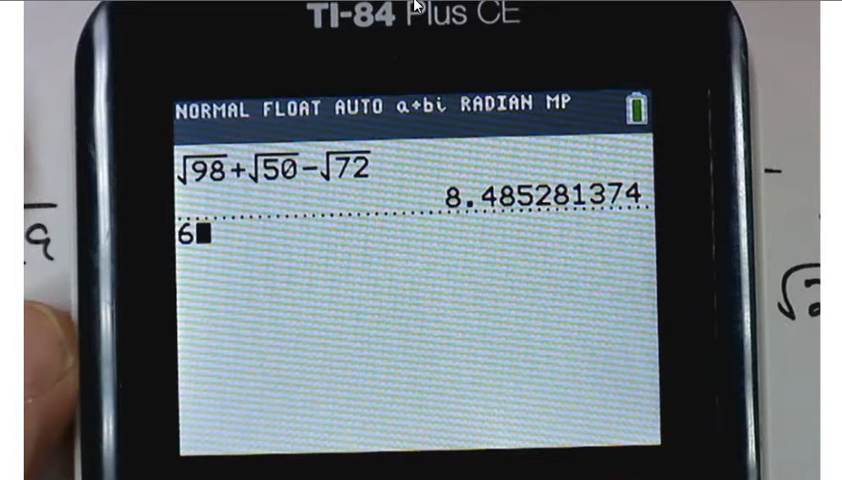 TI-84 Plus CE
NORMAL FLOAT AUTO a+bi RADIAN MP
√98+√50-√72
8.485281374
6